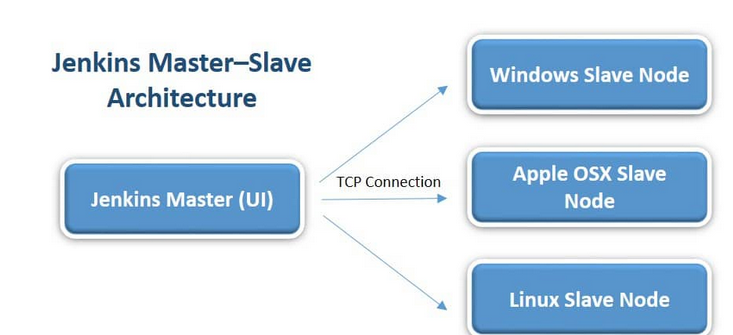 Jenkins Master–Slave
Architecture
Windows Slave Node
Jenkins Master (UI)
TCP Connection
Apple OSX Slave
Node
Linux Slave Node